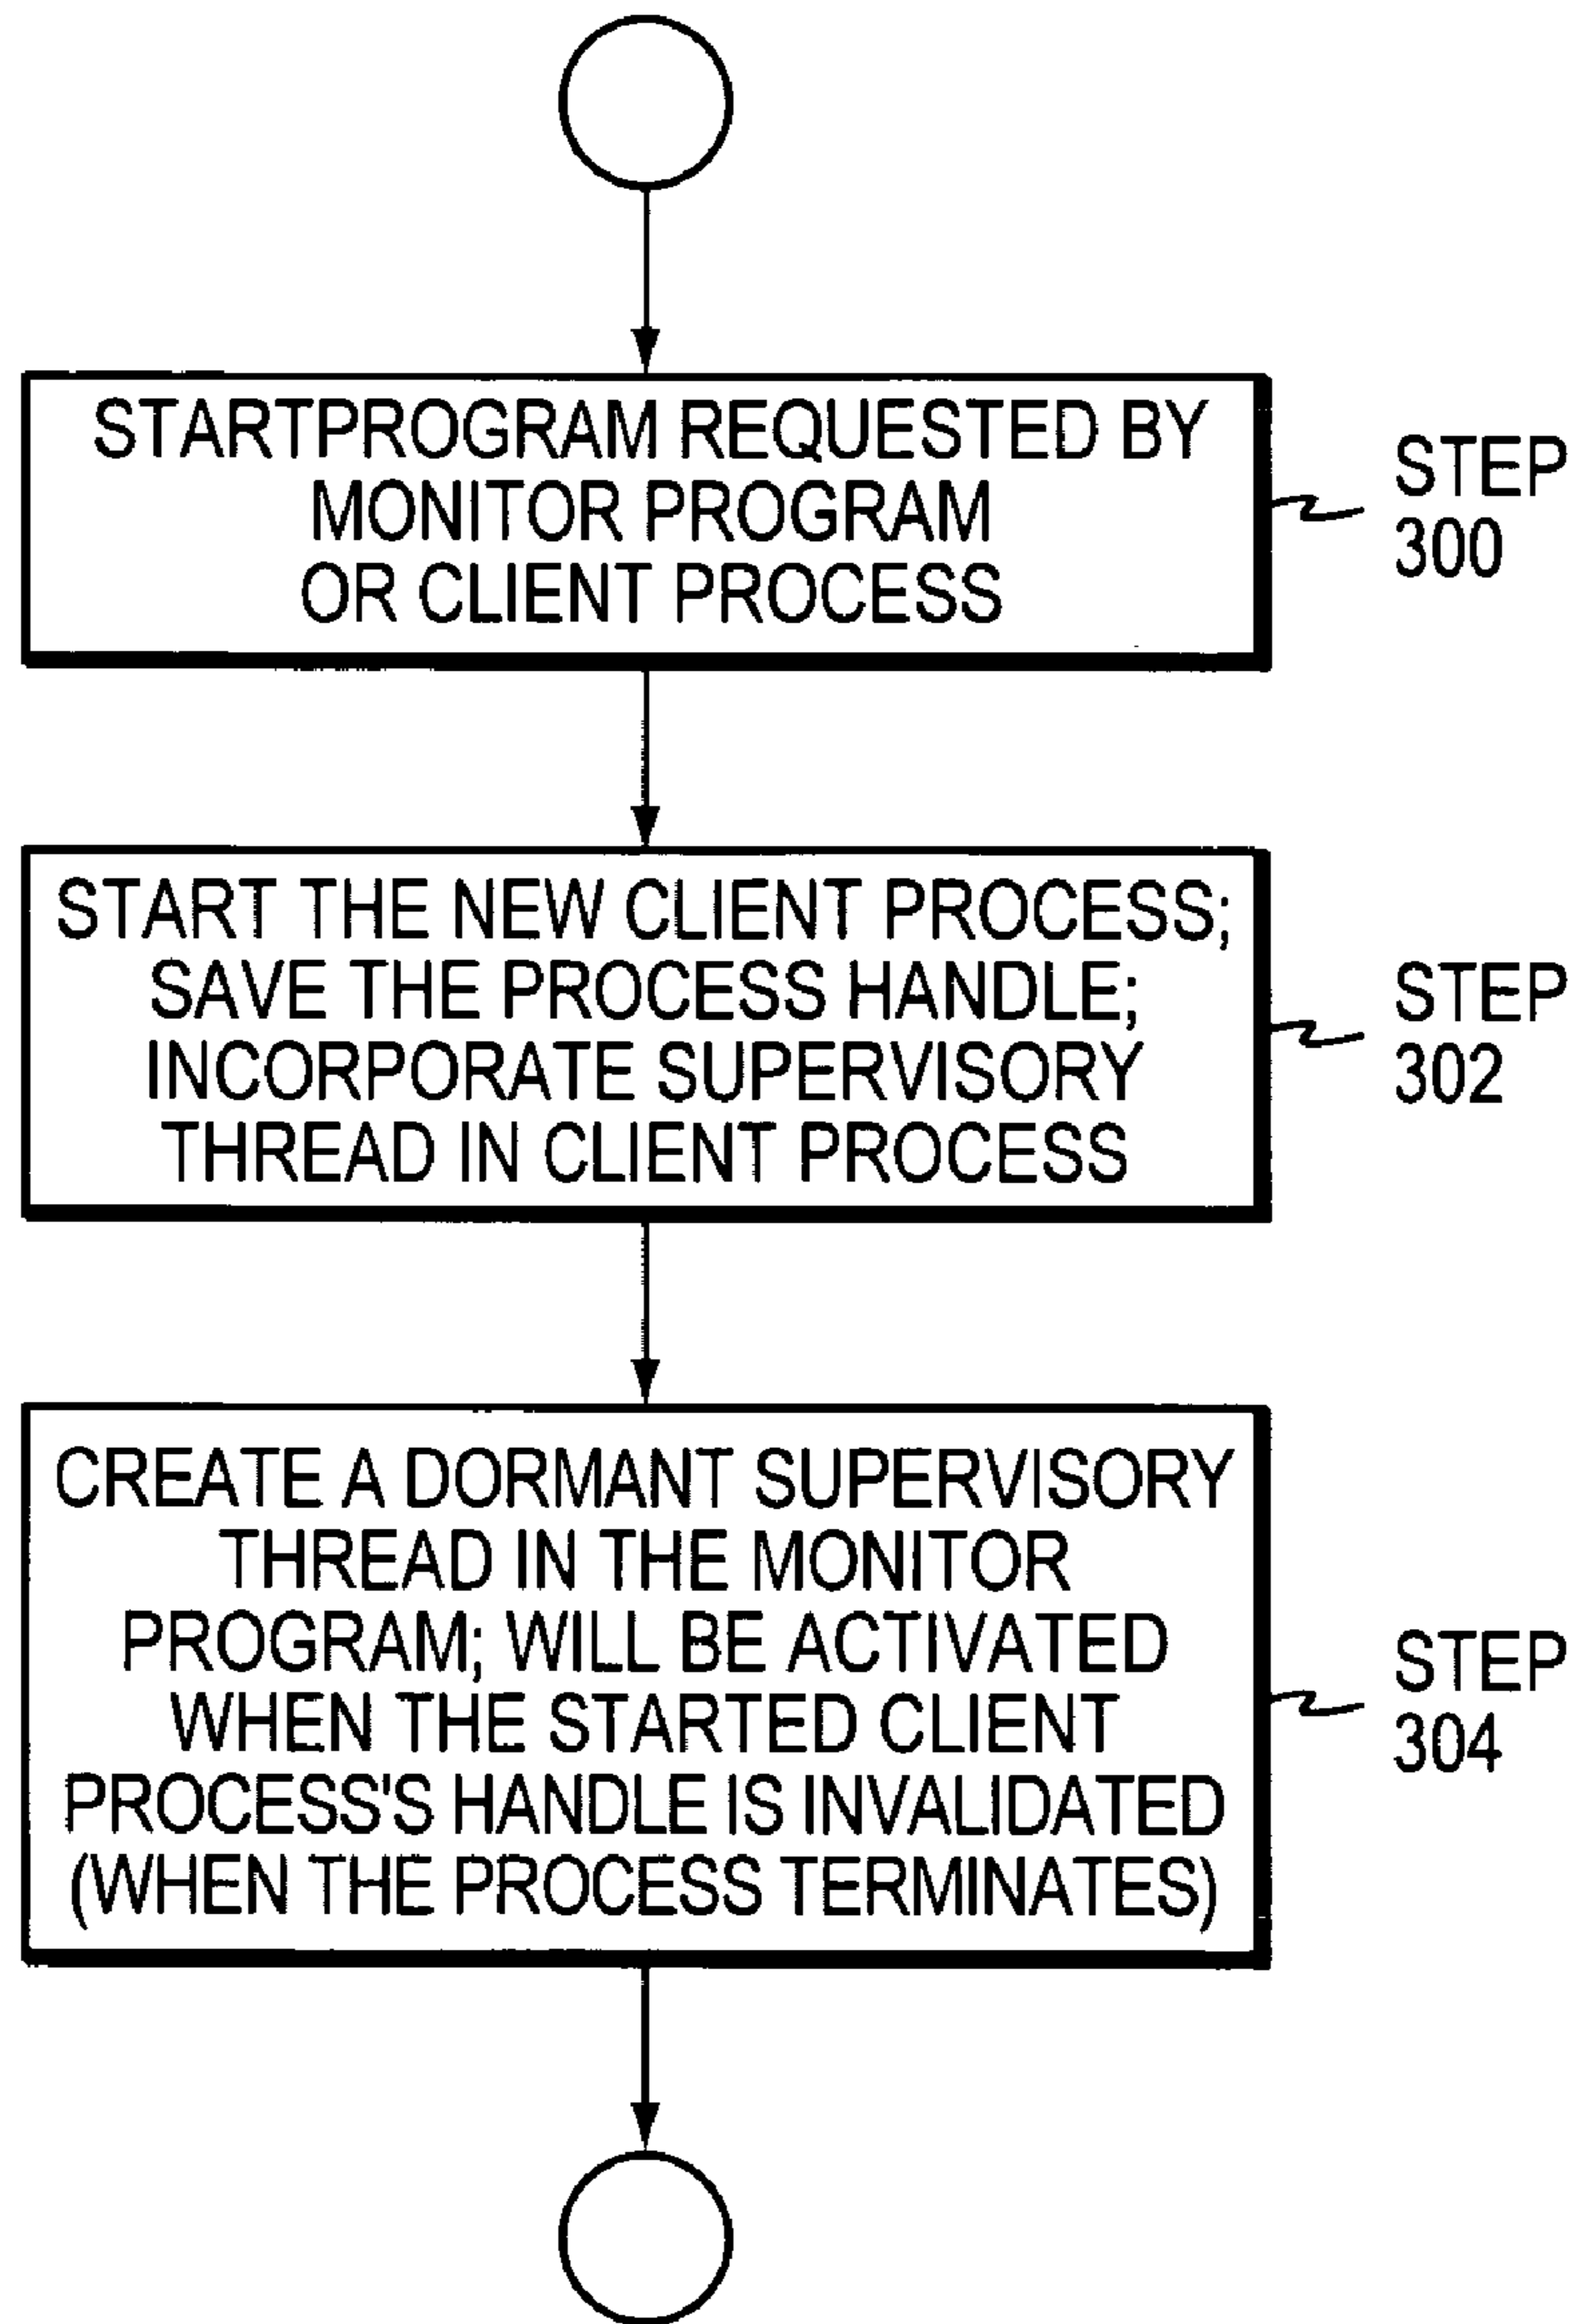 STARTPROGRAM REQUESTED BY
MONITOR PROGRAM
OR CLIENT PROCESS
STEP
300
START THE NEW CLIENT PROCESS;
SAVE THE PROCESS HANDLE;
INCORPORATE SUPERVISORY
THREAD IN CLIENT PROCESS
STEP
302
CREATE A DORMANT SUPERVISORY
THREAD IN THE MONITOR
PROGRAM; WILL BE ACTIVATED
WHEN THE STARTED CLIENT
PROCESS'S HANDLE IS INVALIDATED
(WHEN THE PROCESS TERMINATES)
STEP
304